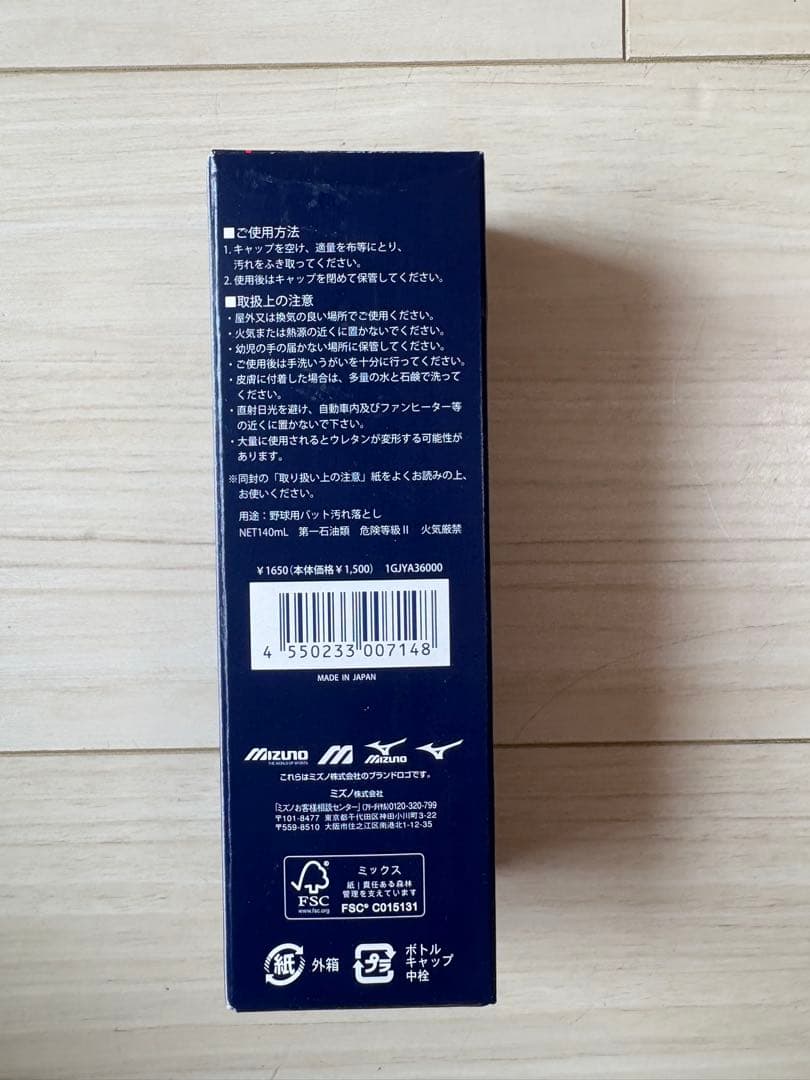 ■ご使用方法
1. キャップを空け、適量を布等にとり、
汚れをふき取ってください。
2. 使用後はキャップを閉めて保管してください。
■取扱上の注意
・屋外又は換気の良い場所でご使用ください。
・火気または熱源の近くに置かないでください。
・幼児の手の届かない場所に保管してください。
・ご使用後は手洗いうがいを十分に行ってください。
・皮膚に付着した場合は、多量の水と石鹸で洗って
ください。
・直射日光を避け、自動車内及びファンヒーター等
の近くに置かないで下さい。
・大量に使用されるとウレタンが変形する可能性が
あります。
※同封の「取り扱い上の注意」紙をよくお読みの上、
お使いください。
用途：野球用バット汚れ落とし
NET140mL 第一石油類 危険等級Ⅱ 火気厳禁
￥1650(本体価格￥1,500) 1GJYA36000
4 550233 007148
MADE IN JAPAN
MIZUNO
THE WORLD OF SPORTS
MIZUNO
これらはミズノ株式会社のブランドロゴです。
ミズノ株式会社
「ミズノお客様相談センター」(フリーダイヤル)0120-320-799
〒101-8477 東京都千代田区神田小川町3-22
〒559-8510 大阪市住之江区南港北1-12-35
FSC
www.fsc.org
ミックス
紙｜責任ある森林
管理を支えています
FSC® C015131
紙 外箱
プラ
ボトル
キャップ
中栓